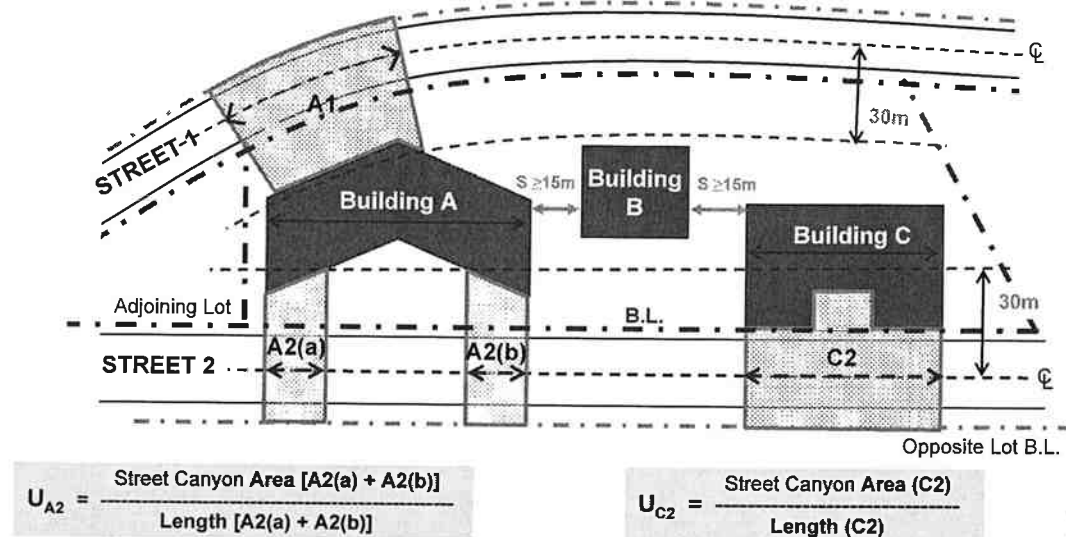 ℄
A1
30m
STREET 1
S ≥15m
Building
B
S ≥15m
Building A
Building C
30m
Adjoining Lot
B.L.
A2(a)
A2(b)
C2
STREET 2
℄
Opposite Lot B.L.
U_A2 = Street Canyon Area [A2(a) + A2(b)]
Length [A2(a) + A2(b)]
U_C2 = Street Canyon Area (C2)
Length (C2)